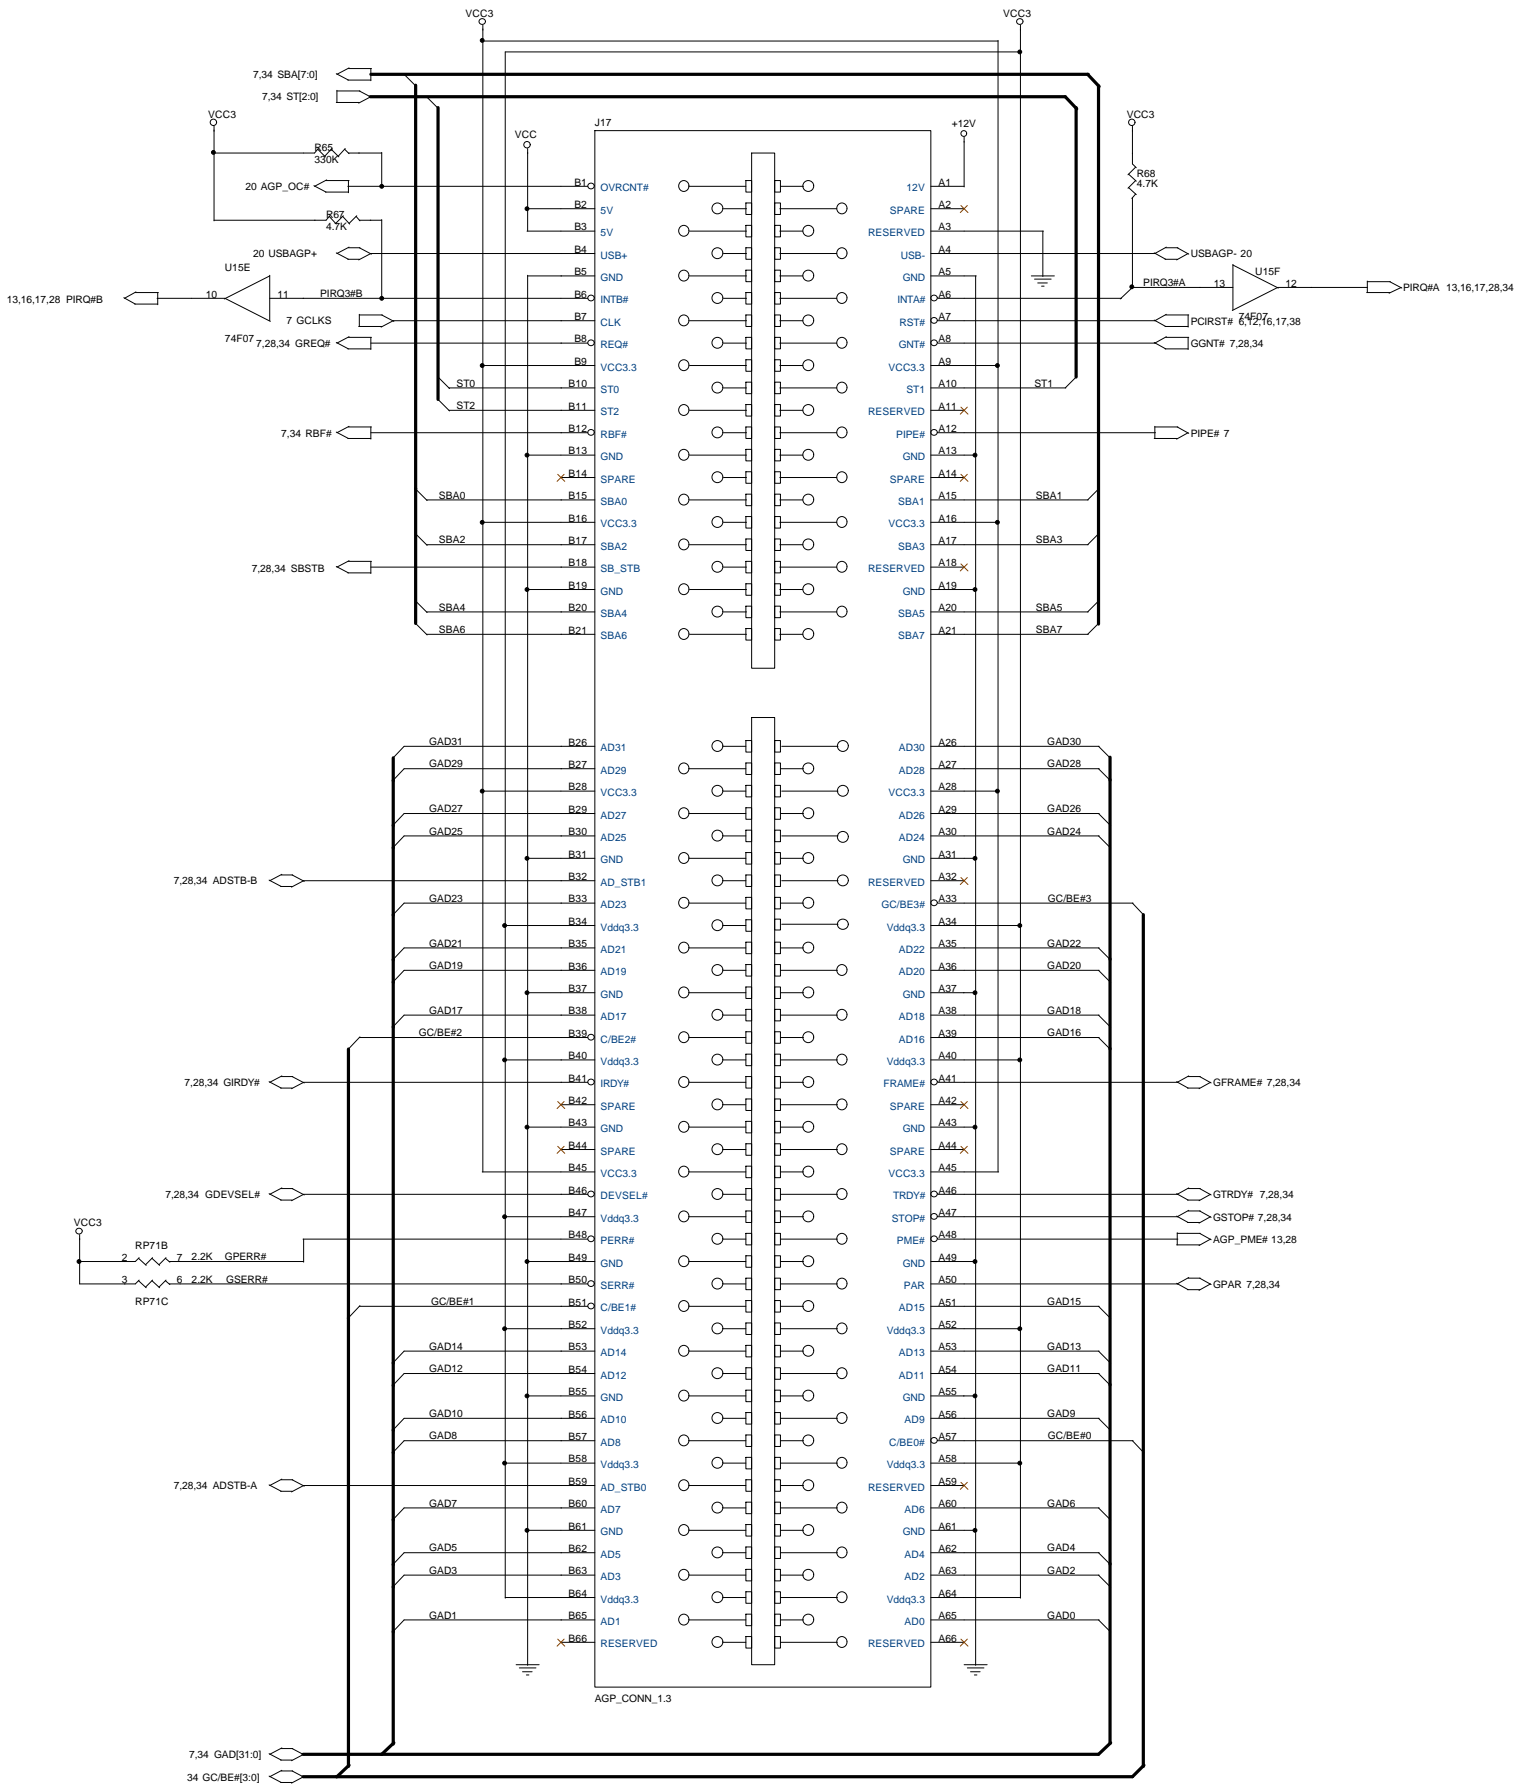 VCC3 VCC3
7,34 SBA[7:0]
7,34 ST[2:0]
VCC3 VCC J17 +12V VCC3
R65
330K
R68
4.7K
20 AGP_OC# B1 OVRCNT# 12V A1
B2 5V SPARE A2
R67
4.7K
B3 5V RESERVED A3
20 USBAGP+ B4 USB+ USB- A4 USBAGP- 20
U15E B5 GND GND A5 U15F
13,16,17,28 PIRQ#B 10 11 PIRQ3#B B6 INTB# INTA# A6 PIRQ3#A 13 12 PIRQ#A 13,16,17,28,34
7 GCLKS B7 CLK RST# A7 PCIRST# 6,12,16,17,38
74F07 74F07
7,28,34 GREQ# B8 REQ# GNT# A8 GGNT# 7,28,34
B9 VCC3.3 VCC3.3 A9
ST0 B10 ST0 ST1 A10 ST1
ST2 B11 ST2 RESERVED A11
7,34 RBF# B12 RBF# PIPE# A12 PIPE# 7
B13 GND GND A13
B14 SPARE SPARE A14
SBA0 B15 SBA0 SBA1 A15 SBA1
B16 VCC3.3 VCC3.3 A16
SBA2 B17 SBA2 SBA3 A17 SBA3
7,28,34 SBSTB B18 SB_STB RESERVED A18
B19 GND GND A19
SBA4 B20 SBA4 SBA5 A20 SBA5
SBA6 B21 SBA6 SBA7 A21 SBA7
GAD31 B26 AD31 AD30 A26 GAD30
GAD29 B27 AD29 AD28 A27 GAD28
B28 VCC3.3 VCC3.3 A28
GAD27 B29 AD27 AD26 A29 GAD26
GAD25 B30 AD25 AD24 A30 GAD24
B31 GND GND A31
7,28,34 ADSTB-B B32 AD_STB1 RESERVED A32
GAD23 B33 AD23 GC/BE3# A33 GC/BE#3
B34 Vddq3.3 Vddq3.3 A34
GAD21 B35 AD21 AD22 A35 GAD22
GAD19 B36 AD19 AD20 A36 GAD20
B37 GND GND A37
GAD17 B38 AD17 AD18 A38 GAD18
GC/BE#2 B39 C/BE2# AD16 A39 GAD16
B40 Vddq3.3 Vddq3.3 A40
7,28,34 GIRDY# B41 IRDY# FRAME# A41 GFRAME# 7,28,34
B42 SPARE SPARE A42
B43 GND GND A43
B44 SPARE SPARE A44
B45 VCC3.3 VCC3.3 A45
7,28,34 GDEVSEL# B46 DEVSEL# TRDY# A46 GTRDY# 7,28,34
VCC3 B47 Vddq3.3 STOP# A47 GSTOP# 7,28,34
RP71B B48 PERR# PME# A48 AGP_PME# 13,28
2 7 2.2K GPERR# B49 GND GND A49
3 6 2.2K GSERR# B50 SERR# PAR A50 GPAR 7,28,34
RP71C GC/BE#1 B51 C/BE1# AD15 A51 GAD15
B52 Vddq3.3 Vddq3.3 A52
GAD14 B53 AD14 AD13 A53 GAD13
GAD12 B54 AD12 AD11 A54 GAD11
B55 GND GND A55
GAD10 B56 AD10 AD9 A56 GAD9
GAD8 B57 AD8 C/BE0# A57 GC/BE#0
B58 Vddq3.3 Vddq3.3 A58
7,28,34 ADSTB-A B59 AD_STB0 RESERVED A59
GAD7 B60 AD7 AD6 A60 GAD6
B61 GND GND A61
GAD5 B62 AD5 AD4 A62 GAD4
GAD3 B63 AD3 AD2 A63 GAD2
B64 Vddq3.3 Vddq3.3 A64
GAD1 B65 AD1 AD0 A65 GAD0
B66 RESERVED RESERVED A66
AGP_CONN_1.3
7,34 GAD[31:0]
34 GC/BE#[3:0]